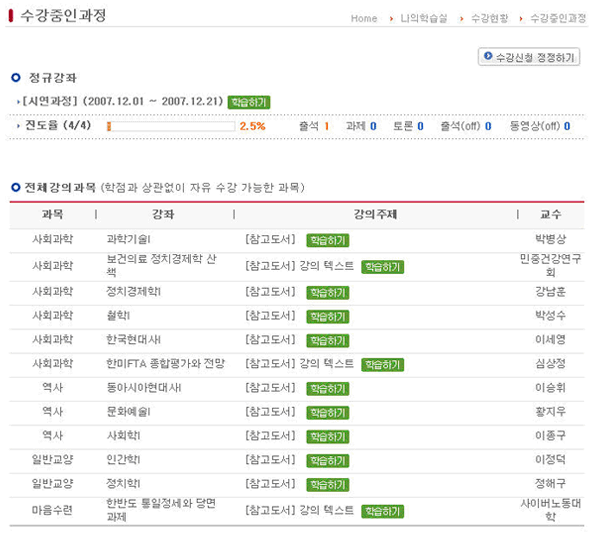 수강중인과정
Home 나의학습실 수강현황 수강중인과정
수강신청 정정하기
정규강좌
[시연과정] (2007.12.01 ~ 2007.12.21) 학습하기
진도율 (4/4) 2.5% 출석 1 과제 0 토론 0 출석(off) 0 동영상(off) 0
전체강의과목 (학점과 상관없이 자유 수강 가능한 과목)
과목 | 강좌 | 강의주제 | 교수
사회과학 과학기술I [참고도서] 학습하기 박병상
사회과학 보건의료 정치경제학 산책 [참고도서] 강의 텍스트 학습하기 민중건강연구회
사회과학 정치경제학I [참고도서] 학습하기 강남훈
사회과학 철학I [참고도서] 학습하기 박성수
사회과학 한국현대사I [참고도서] 학습하기 이세영
사회과학 한미FTA 종합평가와 전망 [참고도서] 강의 텍스트 학습하기 심상정
역사 동아시아현대사I [참고도서] 학습하기 이승휘
역사 문화예술I [참고도서] 학습하기 황지우
역사 사회학I [참고도서] 학습하기 이종구
일반교양 인간학I [참고도서] 학습하기 이정덕
일반교양 정치학I [참고도서] 학습하기 정해구
마음수련 한반도 통일정세와 당면과제 [참고도서] 강의 텍스트 학습하기 사이버노동대학